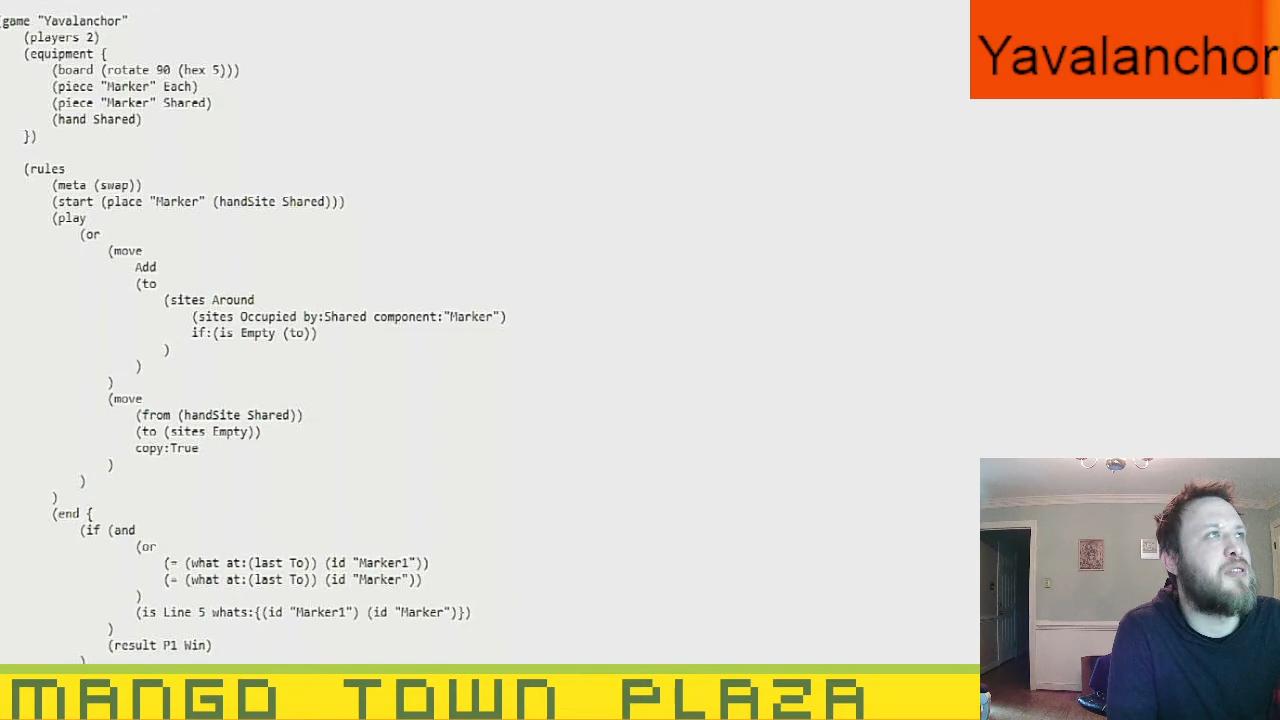 (game "Yavalanchor"
(players 2)
(equipment {
(board (rotate 90 (hex 5)))
(piece "Marker" Each)
(piece "Marker" Shared)
(hand Shared)
})
(rules
(meta (swap))
(start (place "Marker" (handSite Shared)))
(play
(or
(move
Add
(to
(sites Around
(sites Occupied by:Shared component:"Marker")
if:(is Empty (to))
)
)
)
(move
(from (handSite Shared))
(to (sites Empty))
copy:True
)
)
)
(end {
(if (and
(or
(= (what at:(last To)) (id "Marker1"))
(= (what at:(last To)) (id "Marker"))
)
(is Line 5 whats:{(id "Marker1") (id "Marker")})
)
(result P1 Win)
)
Yavalanchor
MANGO TOWN PLAZA